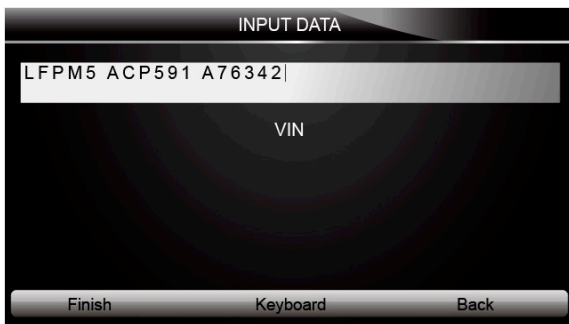 INPUT DATA
LFPM5 ACP591 A76342
VIN
Finish Keyboard Back